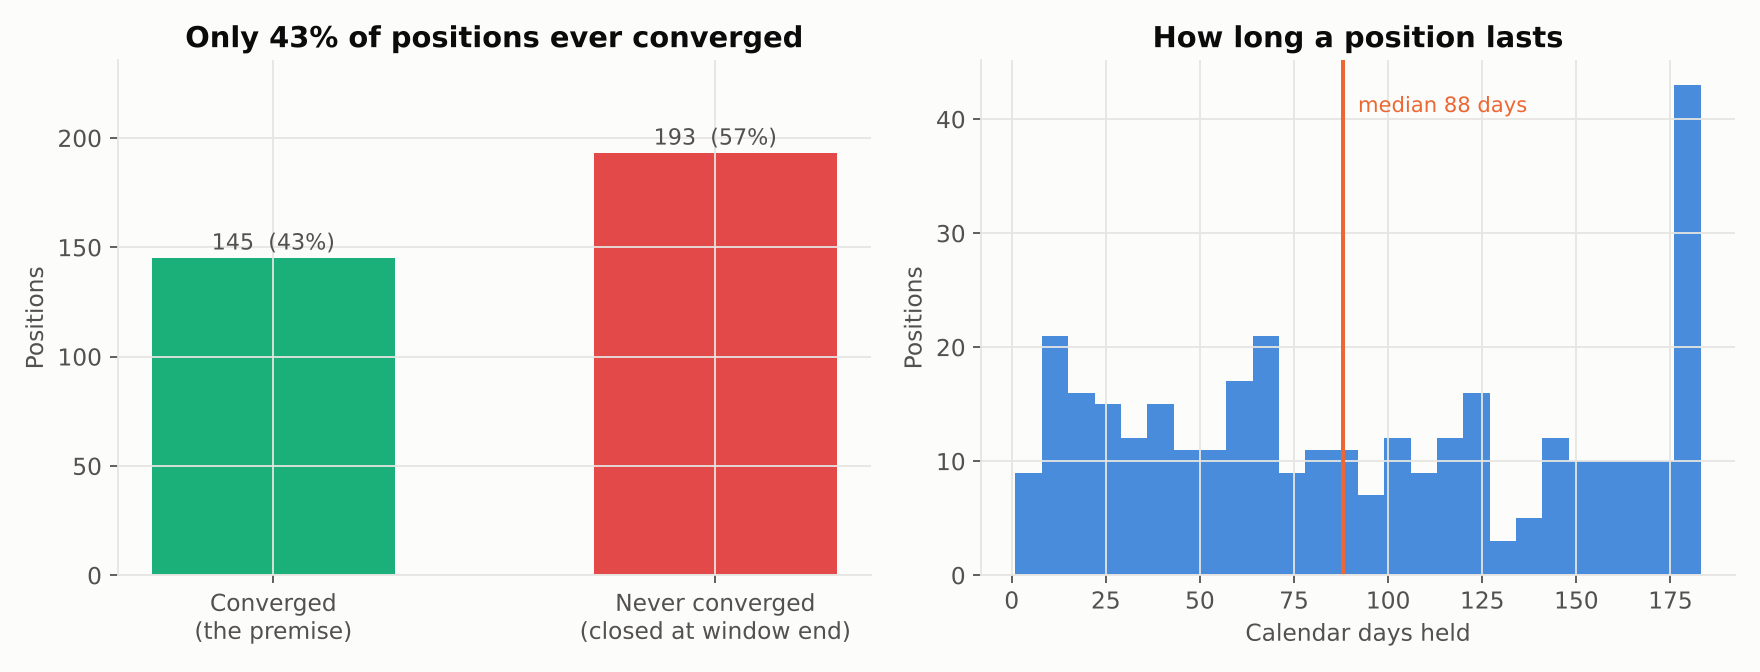 Only 43% of positions ever converged
Positions
200
150
100
50
0
145 (43%)
193 (57%)
Converged
(the premise)
Never converged
(closed at window end)
How long a position lasts
Positions
40
30
20
10
0
median 88 days
0 25 50 75 100 125 150 175
Calendar days held